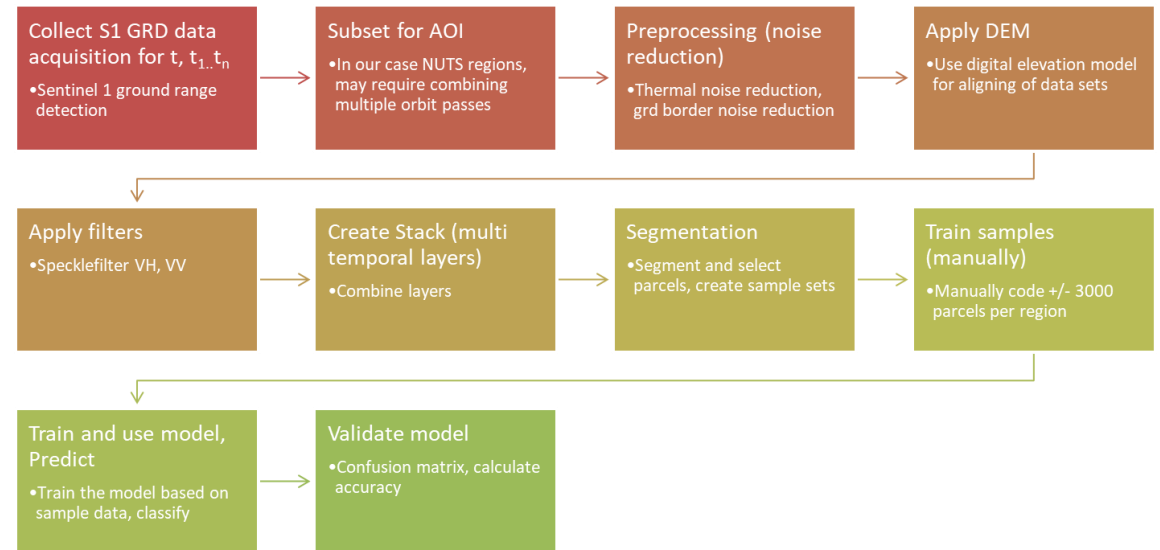 Collect S1 GRD data
acquisition for t, t1..tn
•Sentinel 1 ground range
detection
Subset for AOI
•In our case NUTS regions,
may require combining
multiple orbit passes
Preprocessing (noise
reduction)
•Thermal noise reduction,
grd border noise reduction
Apply DEM
•Use digital elevation model
for aligning of data sets
Apply filters
•Specklefilter VH, VV
Create Stack (multi
temporal layers)
•Combine layers
Segmentation
•Segment and select
parcels, create sample sets
Train samples
(manually)
•Manually code +/- 3000
parcels per region
Train and use model,
Predict
•Train the model based on
sample data, classify
Validate model
•Confusion matrix, calculate
accuracy